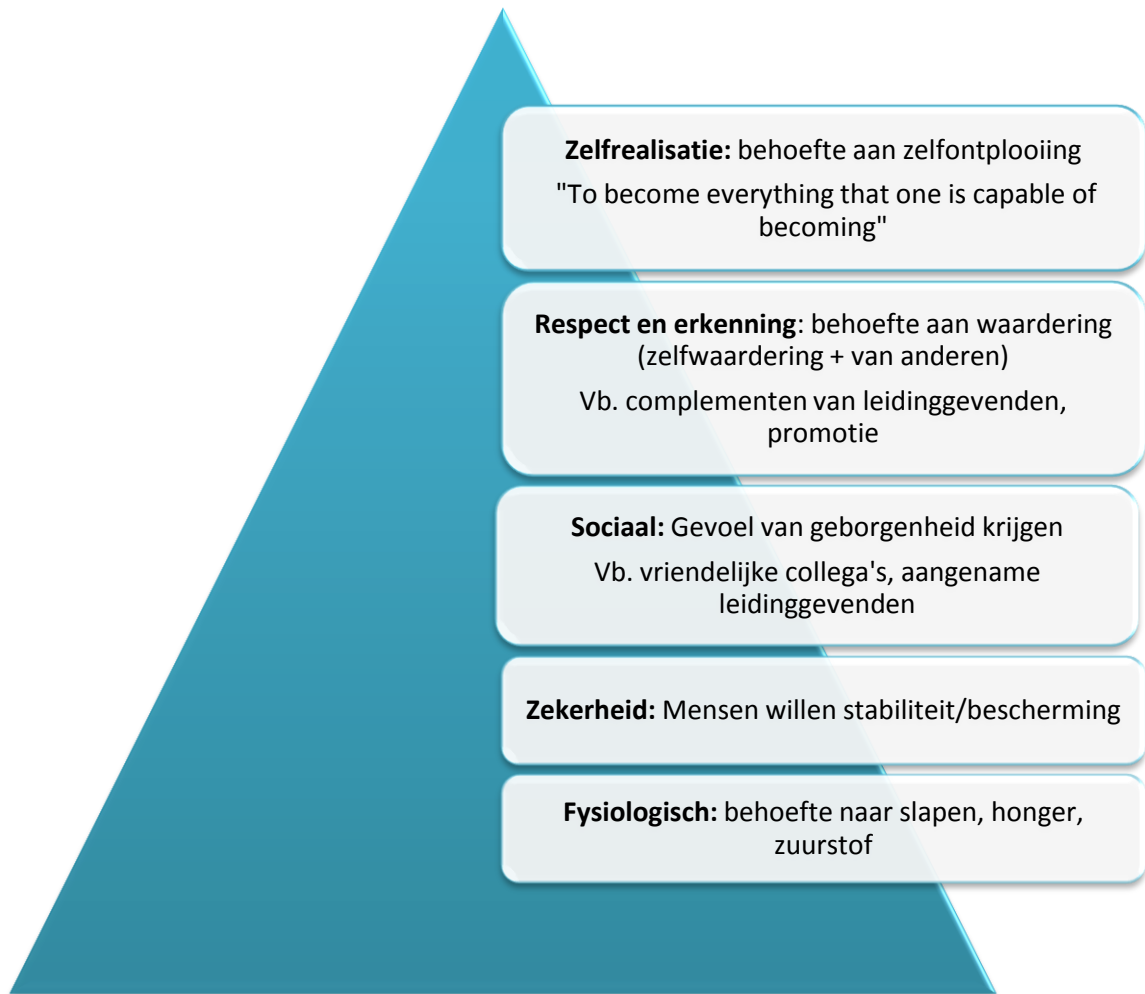 Zelfrealisatie: behoefte aan zelfontplooiing
"To become everything that one is capable of
becoming"
Respect en erkenning: behoefte aan waardering
(zelfwaardering + van anderen)
Vb. complementen van leidinggevenden,
promotie
Sociaal: Gevoel van geborgenheid krijgen
Vb. vriendelijke collega's, aangename
leidinggevenden
Zekerheid: Mensen willen stabiliteit/bescherming
Fysiologisch: behoefte naar slapen, honger,
zuurstof